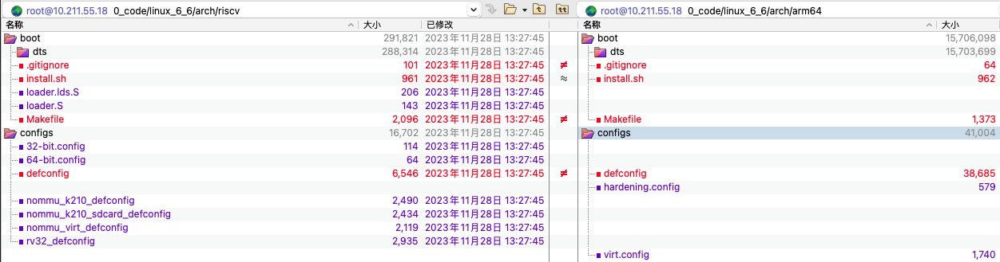 root@10.211.55.18 0_code/linux_6_6/arch/riscv root@10.211.55.18 0_code/linux_6_6/arch/arm64
名称 大小 已修改 名称 大小
boot 291,821 2023年11月28日 13:27:45 boot 15,706,098
dts 288,314 2023年11月28日 13:27:45 dts 15,703,699
.gitignore 101 2023年11月28日 13:27:45 ≠ .gitignore 64
install.sh 961 2023年11月28日 13:27:45 ≈ install.sh 962
loader.lds.S 206 2023年11月28日 13:27:45
loader.S 143 2023年11月28日 13:27:45
Makefile 2,096 2023年11月28日 13:27:45 ≠ Makefile 1,373
configs 16,702 2023年11月28日 13:27:45 configs 41,004
32-bit.config 114 2023年11月28日 13:27:45
64-bit.config 64 2023年11月28日 13:27:45
defconfig 6,546 2023年11月28日 13:27:45 ≠ defconfig 38,685
hardening.config 579
nommu_k210_defconfig 2,490 2023年11月28日 13:27:45
nommu_k210_sdcard_defconfig 2,434 2023年11月28日 13:27:45
nommu_virt_defconfig 2,119 2023年11月28日 13:27:45
rv32_defconfig 2,935 2023年11月28日 13:27:45
virt.config 1,740